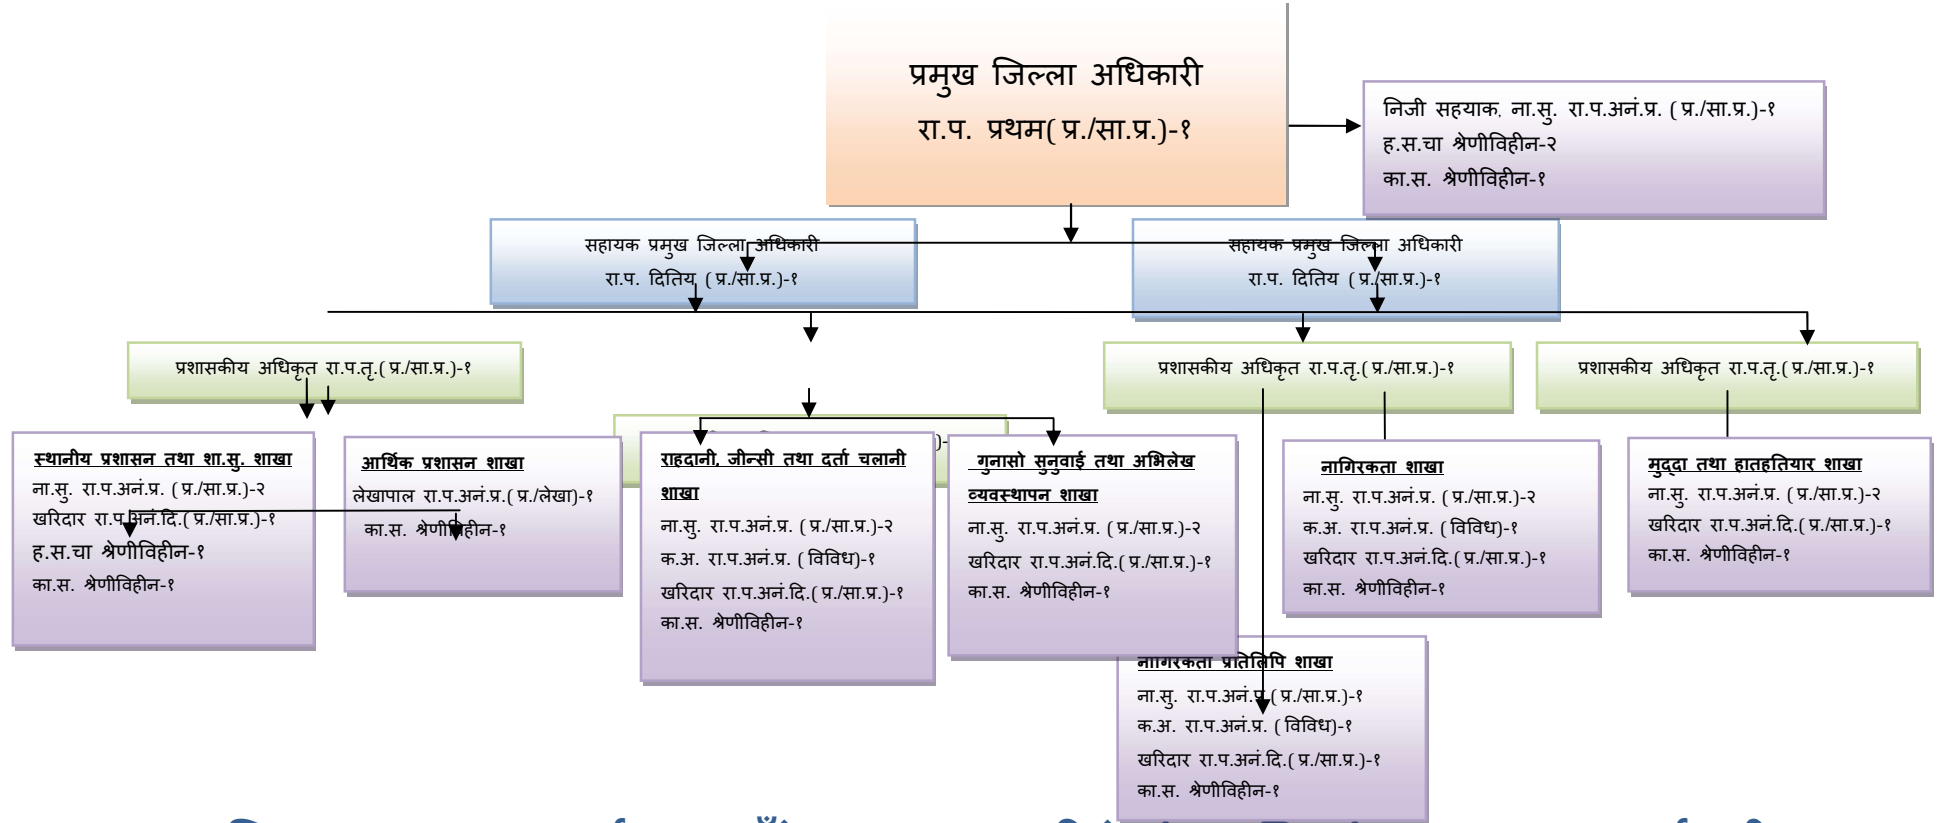 प्रमुख जिल्ला अधिकारी
रा.प. प्रथम( प्र./सा.प्र.)-१
निजी सहयाक, ना.सु. रा.प.अनं.प्र. ( प्र./सा.प्र.)-१
ह.स.चा श्रेणीविहीन-२
का.स. श्रेणीविहीन-१
सहायक प्रमुख जिल्ला अधिकारी
रा.प. दितिय ( प्र./सा.प्र.)-१
सहायक प्रमुख जिल्ला अधिकारी
रा.प. दितिय ( प्र./सा.प्र.)-१
प्रशासकीय अधिकृत रा.प.तृ.( प्र./सा.प्र.)-१
प्रशासकीय अधिकृत रा.प.तृ.( प्र./सा.प्र.)-१
प्रशासकीय अधिकृत रा.प.तृ.( प्र./सा.प्र.)-१
स्थानीय प्रशासन तथा शा.सु. शाखा
ना.सु. रा.प.अनं.प्र. ( प्र./सा.प्र.)-२
खरिदार रा.प.अनं.दि.( प्र./सा.प्र.)-१
ह.स.चा श्रेणीविहीन-१
का.स. श्रेणीविहीन-१
आर्थिक प्रशासन शाखा
लेखापाल रा.प.अनं.प्र.( प्र./लेखा)-१
का.स. श्रेणीविहीन-१
राहदानी, जीन्सी तथा दर्ता चलानी
शाखा
ना.सु. रा.प.अनं.प्र. ( प्र./सा.प्र.)-२
क.अ. रा.प.अनं.प्र. ( विविध)-१
खरिदार रा.प.अनं.दि.( प्र./सा.प्र.)-१
का.स. श्रेणीविहीन-१
गुनासो सुनुवाई तथा अभिलेख
व्यवस्थापन शाखा
ना.सु. रा.प.अनं.प्र. ( प्र./सा.प्र.)-२
खरिदार रा.प.अनं.दि.( प्र./सा.प्र.)-१
का.स. श्रेणीविहीन-१
नागिरकता शाखा
ना.सु. रा.प.अनं.प्र. ( प्र./सा.प्र.)-२
क.अ. रा.प.अनं.प्र. ( विविध)-१
खरिदार रा.प.अनं.दि.( प्र./सा.प्र.)-१
का.स. श्रेणीविहीन-१
मुद्दा तथा हातहतियार शाखा
ना.सु. रा.प.अनं.प्र. ( प्र./सा.प्र.)-२
खरिदार रा.प.अनं.दि.( प्र./सा.प्र.)-१
का.स. श्रेणीविहीन-१
नागिरकता प्रतिलिपि शाखा
ना.सु. रा.प.अनं.प्र.( प्र./सा.प्र.)-१
क.अ. रा.प.अनं.प्र. ( विविध)-१
खरिदार रा.प.अनं.दि.( प्र./सा.प्र.)-१
का.स. श्रेणीविहीन-१